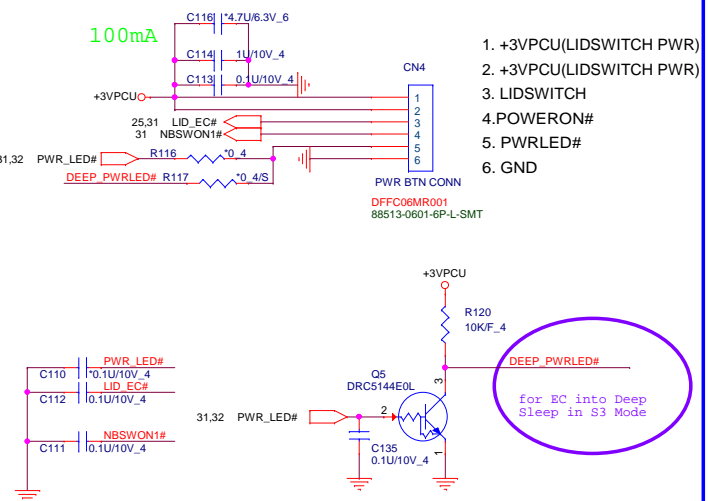 100mA
C116 *4.7U/6.3V_6
C114 1U/10V_4
C113 0.1U/10V_4
+3VPCU
25,31 LID_EC#
31 NBSWON1#
31,32 PWR_LED# R116 *0_4
DEEP_PWRLED# R117 *0_4/S
CN4
1
2
3
4
5
6
PWR BTN CONN
DFFC06MR001
88513-0601-6P-L-SMT
1. +3VPCU(LIDSWITCH PWR)
2. +3VPCU(LIDSWITCH PWR)
3. LIDSWITCH
4.POWERON#
5. PWRLED#
6. GND
PWR_LED#
C110 *0.1U/10V_4
LID_EC#
C112 0.1U/10V_4
NBSWON1#
C111 0.1U/10V_4
+3VPCU
R120
10K/F_4
DEEP_PWRLED#
Q5
DRC5144E0L
3
31,32 PWR_LED# 2
1
C135
0.1U/10V_4
for EC into Deep
Sleep in S3 Mode